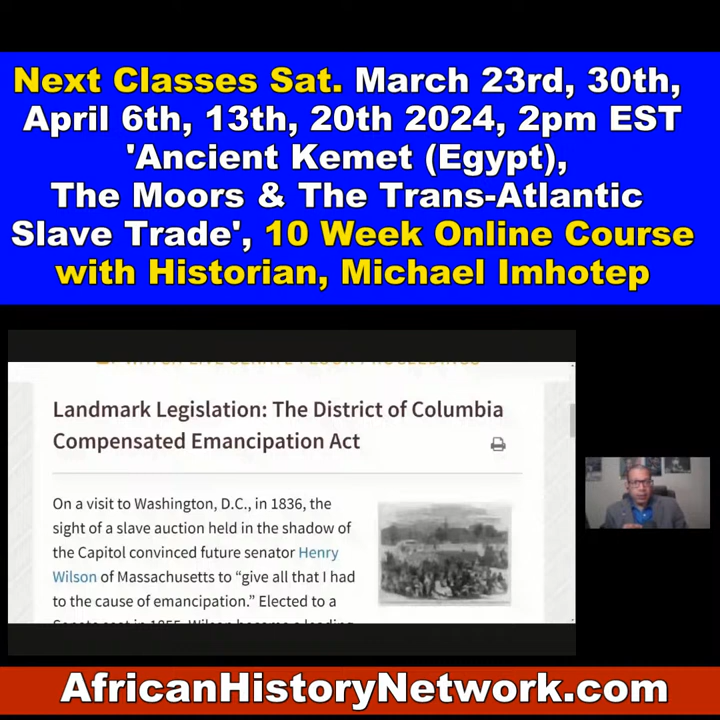 Next Classes Sat. March 23rd, 30th,
April 6th, 13th, 20th 2024, 2pm EST
'Ancient Kemet (Egypt),
The Moors & The Trans-Atlantic
Slave Trade', 10 Week Online Course
with Historian, Michael Imhotep
Landmark Legislation: The District of Columbia
Compensated Emancipation Act
On a visit to Washington, D.C., in 1836, the
sight of a slave auction held in the shadow of
the Capitol convinced future senator Henry
Wilson of Massachusetts to “give all that I had
to the cause of emancipation.” Elected to a
AfricanHistoryNetwork.com